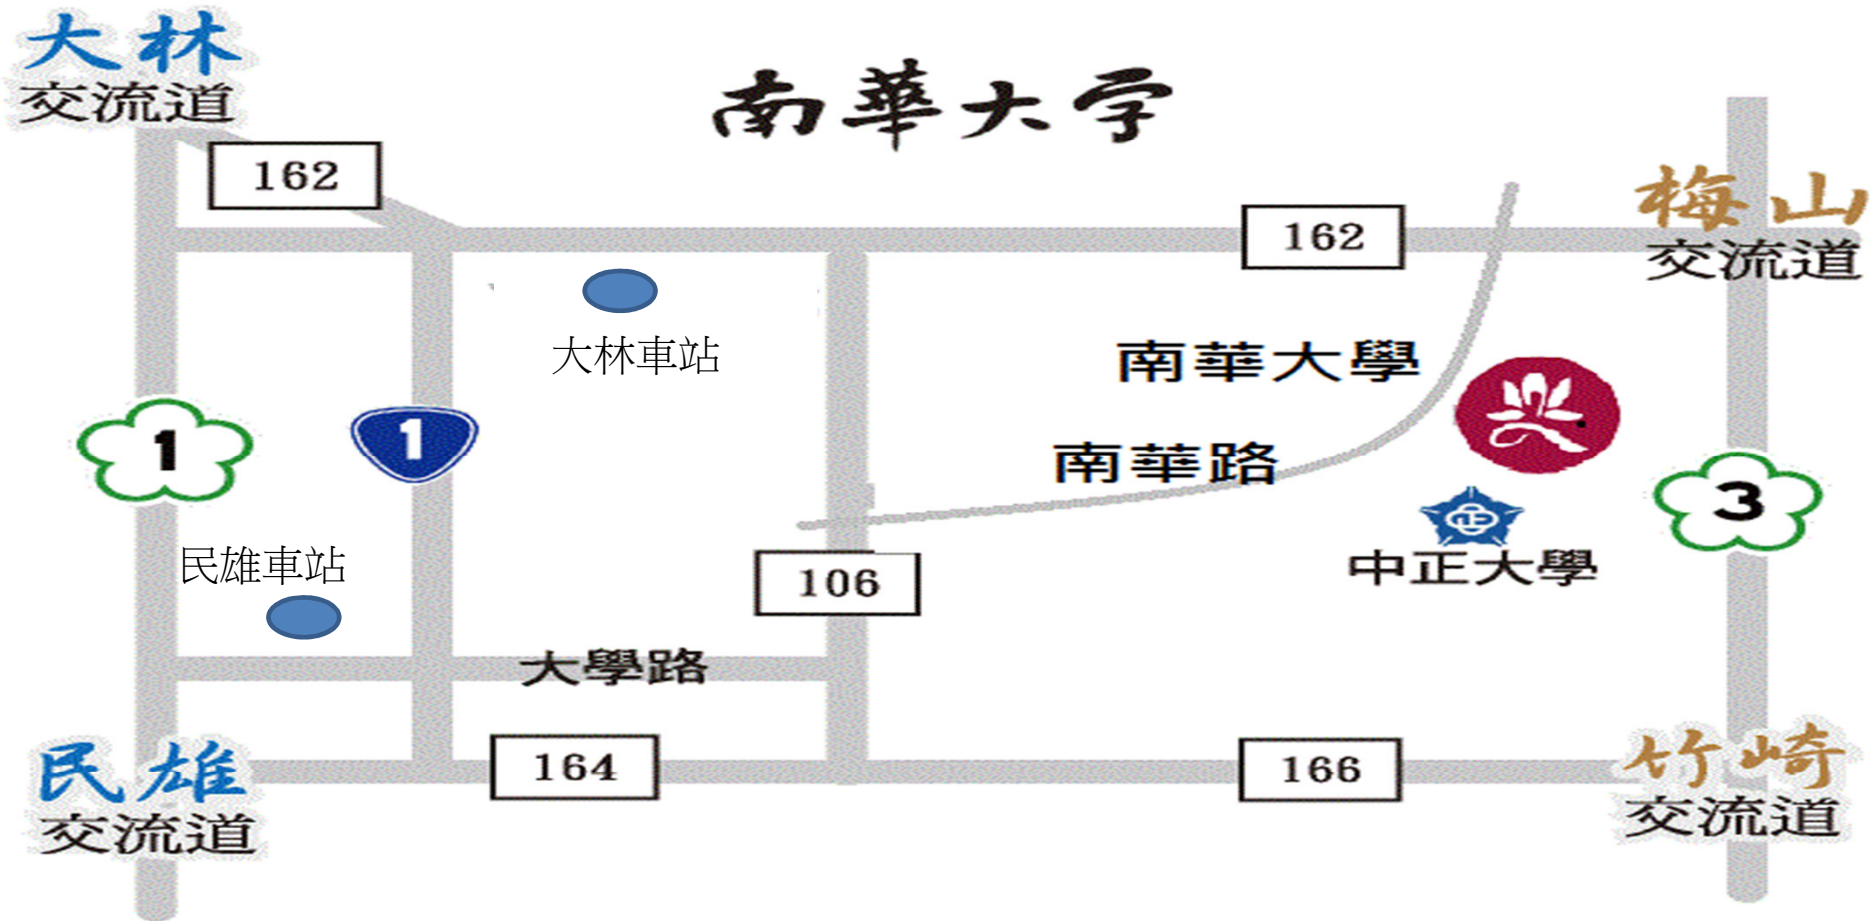 大林
交流道
南華大学
162
162
梅山
交流道
大林車站
南華大學
1
1
南華路
3
民雄車站
中正大學
106
大學路
民雄
交流道
164
166
竹崎
交流道